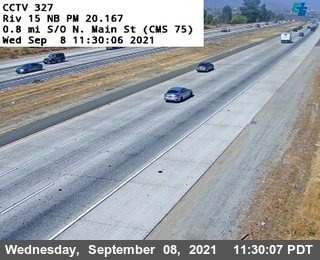 CCTV 327
Riv 15 NB PM 20.167
0.8 mi S/O N. Main St (CMS 75)
Wed Sep  8 11:30:06 2021
Wednesday, September 08, 2021   11:30:07 PDT